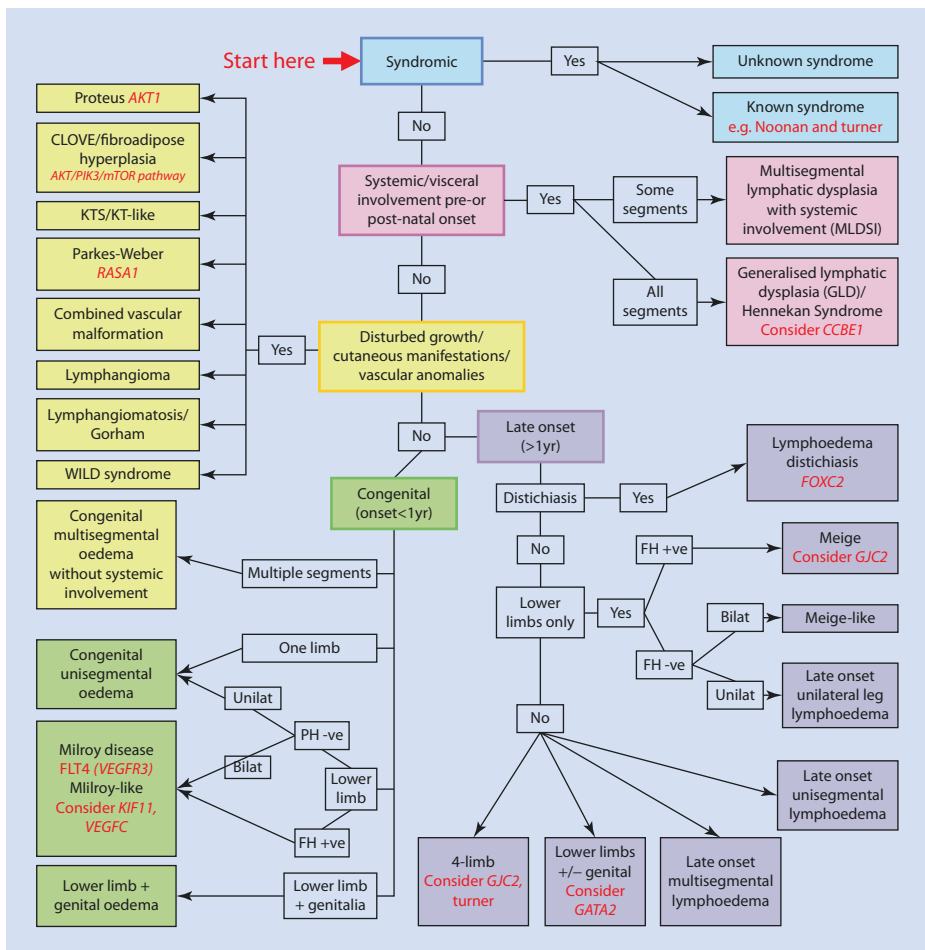 Start here
Syndromic
Yes
Unknown syndrome
Known syndrome
e.g. Noonan and turner
No
Proteus AKT1
CLOVE/fibroadipose
hyperplasia
AKT/PIK3/mTOR pathway
KTS/KT-like
Parkes-Weber
RASA1
Combined vascular
malformation
Lymphangioma
Lymphangiomatosis/
Gorham
WILD syndrome
Systemic/visceral
involvement pre-or
post-natal onset
Yes
Some
segments
Multisegmental
lymphatic dysplasia
with systemic
involvement (MLDSI)
All
segments
Generalised lymphatic
dysplasia (GLD)/
Hennekan Syndrome
Consider CCBE1
No
Yes
Disturbed growth/
cutaneous manifestations/
vascular anomalies
No
Late onset
(>1yr)
Congenital
(onset<1yr)
Distichiasis
Yes
Lymphoedema
distichiasis
FOXC2
No
Lower
limbs only
Yes
FH +ve
Meige
Consider GJC2
FH -ve
Bilat
Meige-like
Unilat
Late onset
unilateral leg
lymphoedema
No
Late onset
unisegmental
lymphoedema
4-limb
Consider GJC2,
turner
Lower limbs
+/− genital
Consider
GATA2
Late onset
multisegmental
lymphoedema
Congenital
multisegmental
oedema
without systemic
involvement
Multiple segments
Congenital
unisegmental
oedema
One limb
Unilat
PH -ve
Bilat
Lower
limb
FH +ve
Milroy disease
FLT4 (VEGFR3)
Mlilroy-like
Consider KIF11,
VEGFC
Lower limb +
genital oedema
Lower limb
+ genitalia